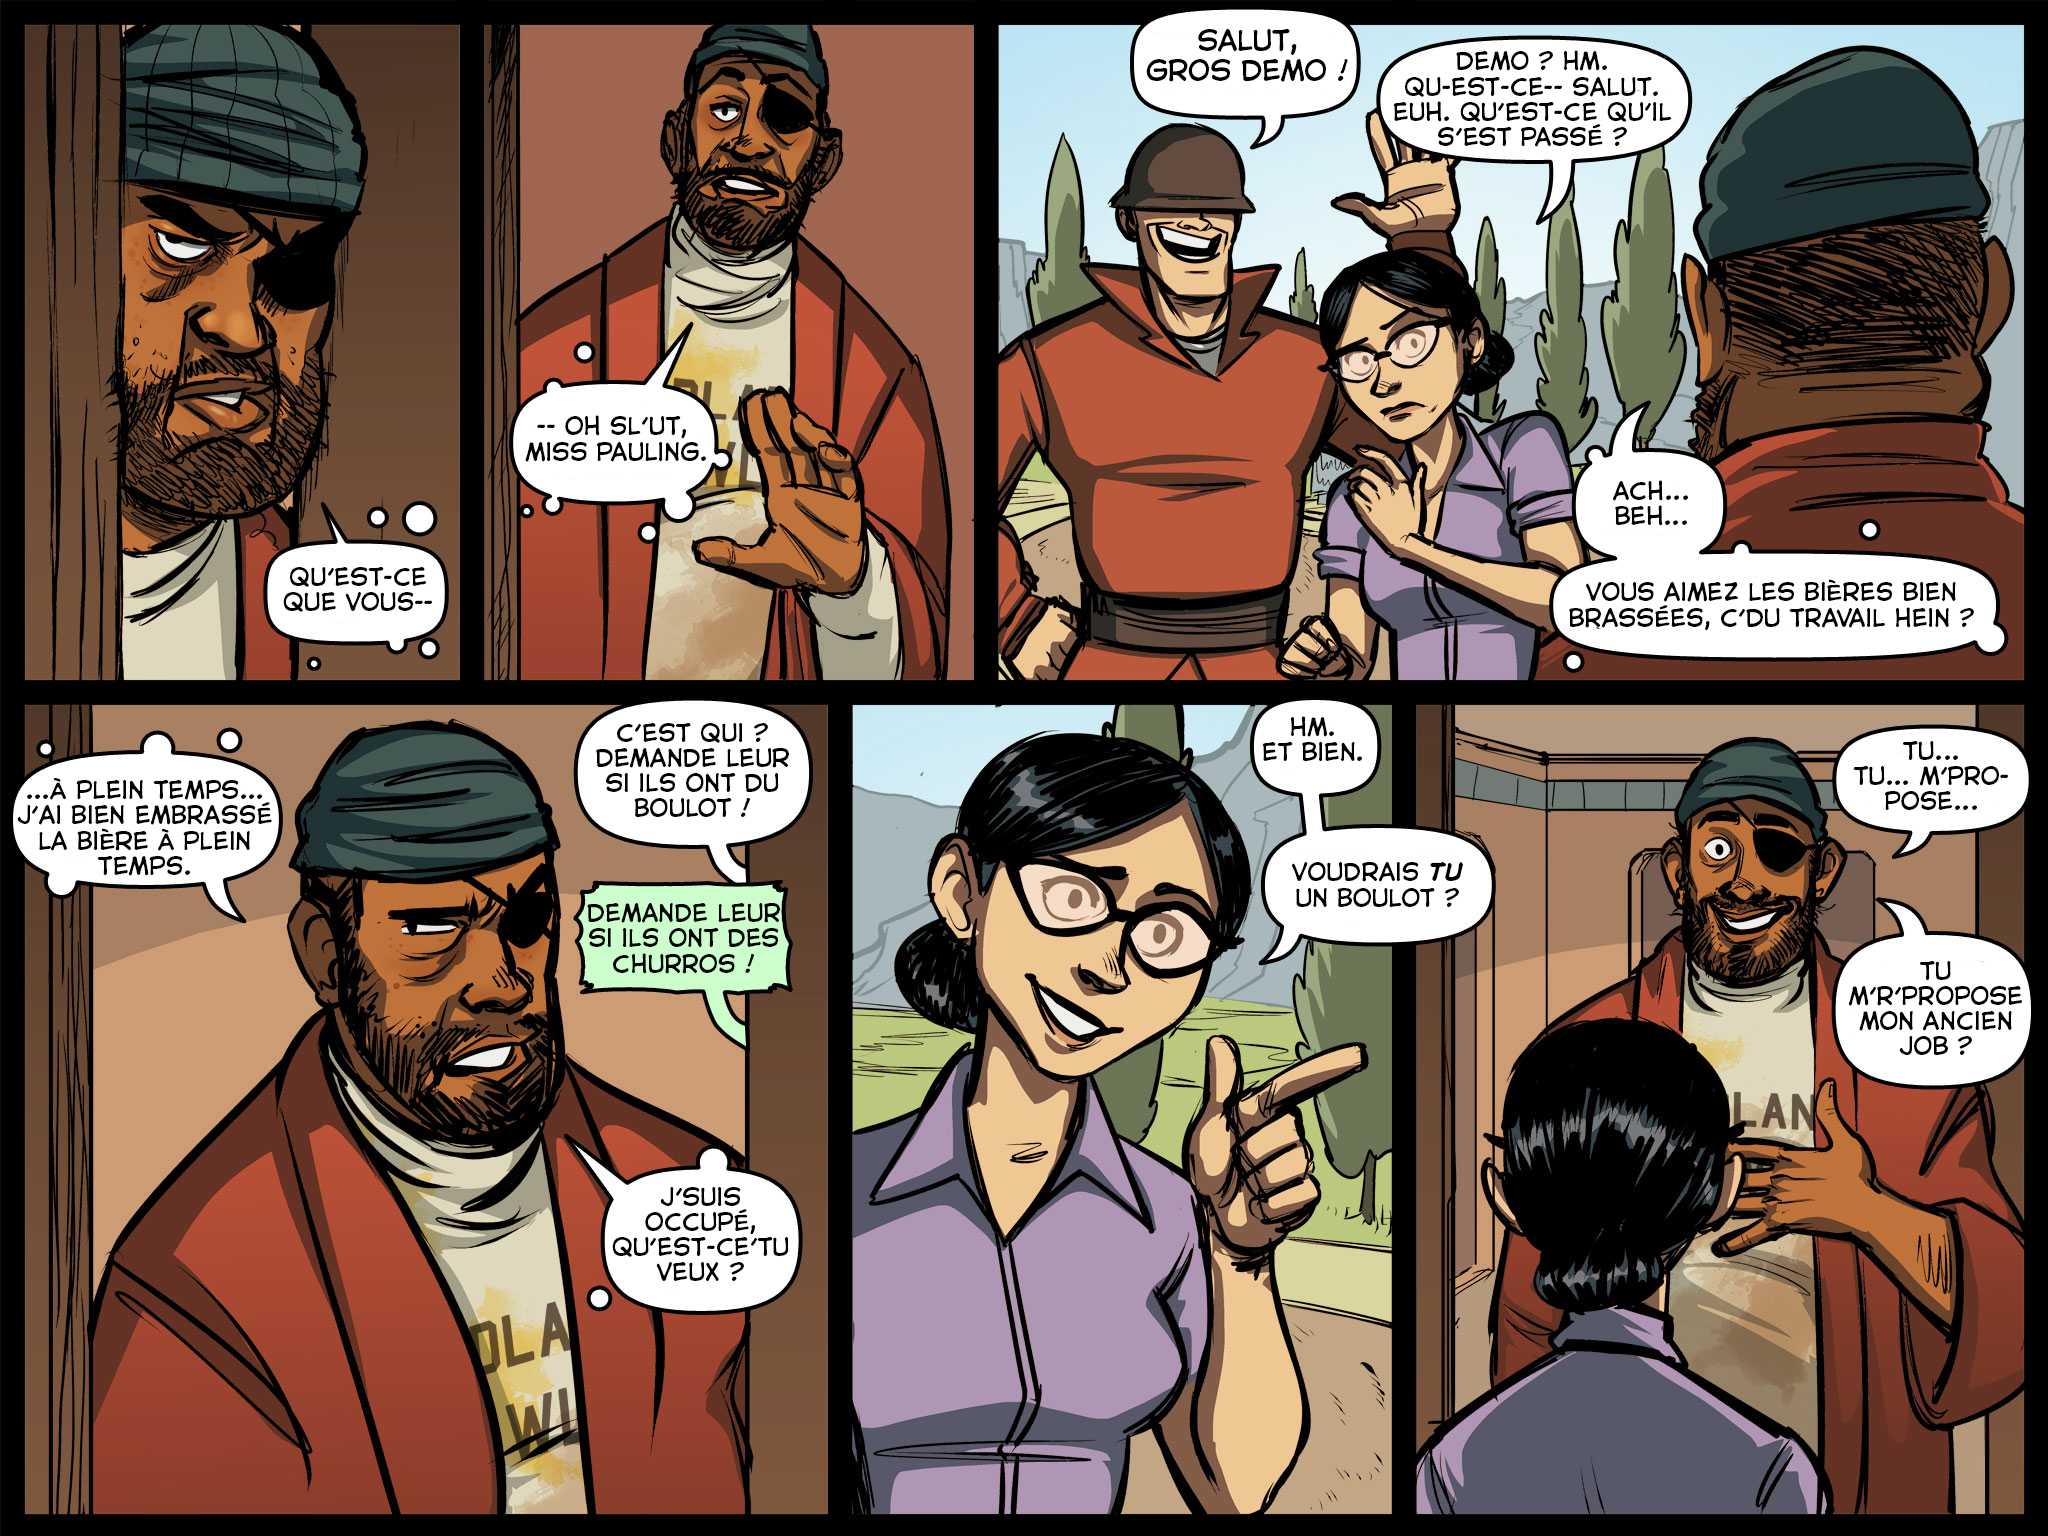 QU'EST-CE
QUE VOUS--
-- OH SL'UT,
MISS PAULING.
SALUT,
GROS DEMO !
DEMO ? HM.
QU-EST-CE-- SALUT.
EUH. QU'EST-CE QU'IL
S'EST PASSÉ ?
ACH...
BEH...
VOUS AIMEZ LES BIÈRES BIEN
BRASSÉES, C'DU TRAVAIL HEIN ?
...À PLEIN TEMPS...
J'AI BIEN EMBRASSÉ
LA BIÈRE À PLEIN
TEMPS.
C'EST QUI ?
DEMANDE LEUR
SI ILS ONT DU
BOULOT !
DEMANDE LEUR
SI ILS ONT DES
CHURROS !
J'SUIS
OCCUPÉ,
QU'EST-CE'TU
VEUX ?
DLA
WL
HM.
ET BIEN.
VOUDRAIS TU
UN BOULOT ?
TU...
TU... M'PRO-
POSE...
TU
M'R'PROPOSE
MON ANCIEN
JOB ?
LAN